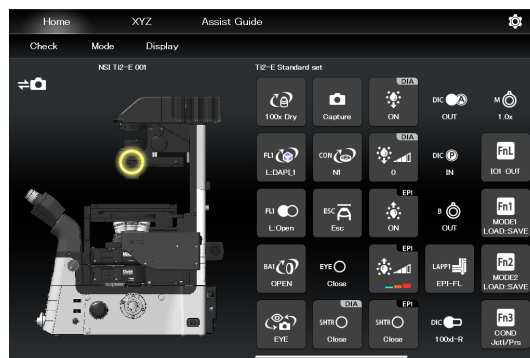 Home XYZ Assist Guide
Check Mode Display
NSI Ti2-E 001
Ti2-E Standard set
100x Dry
Capture
DIA
ON
DIC A
OUT
M
1.0x
FL1
L:DAPI_1
CON
N1
DIA
0
DIC P
IN
FnL
IO1 OUT
FL1
L:Open
ESC
Esc
EPI
ON
B
OUT
Fn1
MODE1
LOAD:SAVE
BA1
OPEN
EYE
Close
EPI
LAPP1
EPI-FL
Fn2
MODE2
LOAD:SAVE
EYE
DIA
SHTR
Close
EPI
SHTR
Close
DIC
100xI-R
Fn3
COND
Jctl/Prs